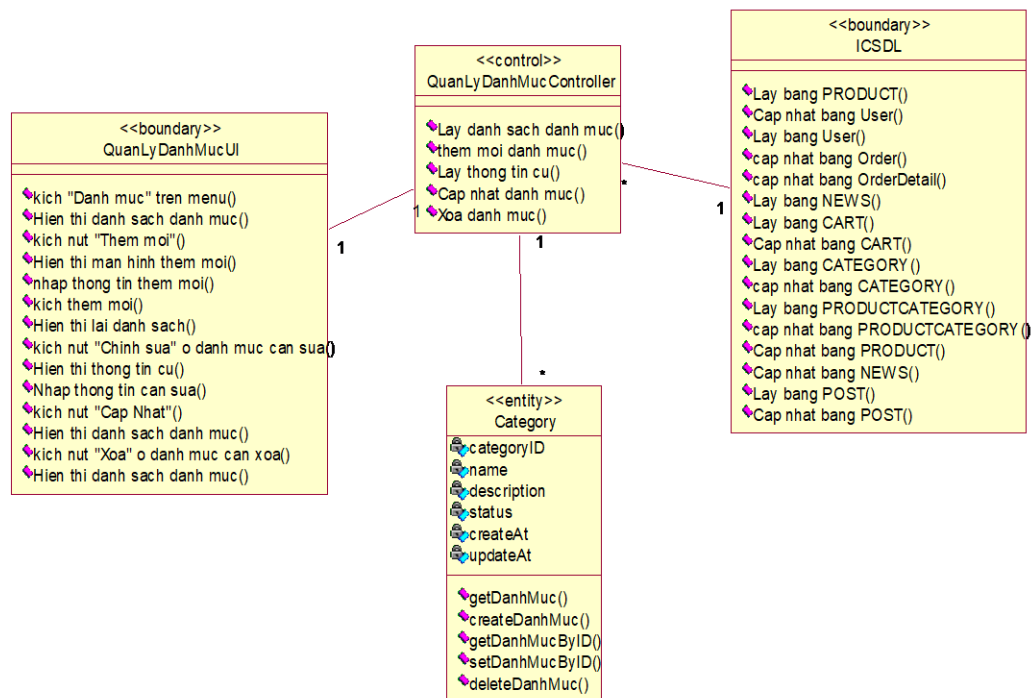 <<boundary>>
QuanLyDanhMucUI
kich "Danh muc" tren menu()
Hien thi danh sach danh muc()
kich nut "Them moi"()
Hien thi man hinh them moi()
nhap thong tin them moi()
kich them moi()
Hien thi lai danh sach()
kich nut "Chinh sua" o danh muc can sua()
Hien thi thong tin cu()
Nhap thong tin can sua()
kich nut "Cap Nhat"()
Hien thi danh sach danh muc()
kich nut "Xoa" o danh muc can xoa()
Hien thi danh sach danh muc()
1
1
<<control>>
QuanLyDanhMucController
Lay danh sach danh muc()
them moi danh muc()
Lay thong tin cu()
Cap nhat danh muc()
Xoa danh muc()
1
*
*
1
<<boundary>>
ICSDL
Lay bang PRODUCT()
Cap nhat bang User()
Lay bang User()
cap nhat bang Order()
cap nhat bang OrderDetail()
Lay bang NEWS()
Lay bang CART()
Cap nhat bang CART()
Lay bang CATEGORY()
cap nhat bang CATEGORY()
Lay bang PRODUCTCATEGORY()
cap nhat bang PRODUCTCATEGORY()
Cap nhat bang PRODUCT()
Cap nhat bang NEWS()
Lay bang POST()
Cap nhat bang POST()
<<entity>>
Category
categoryID
name
description
status
createAt
updateAt
getDanhMuc()
createDanhMuc()
getDanhMucByID()
setDanhMucByID()
deleteDanhMuc()